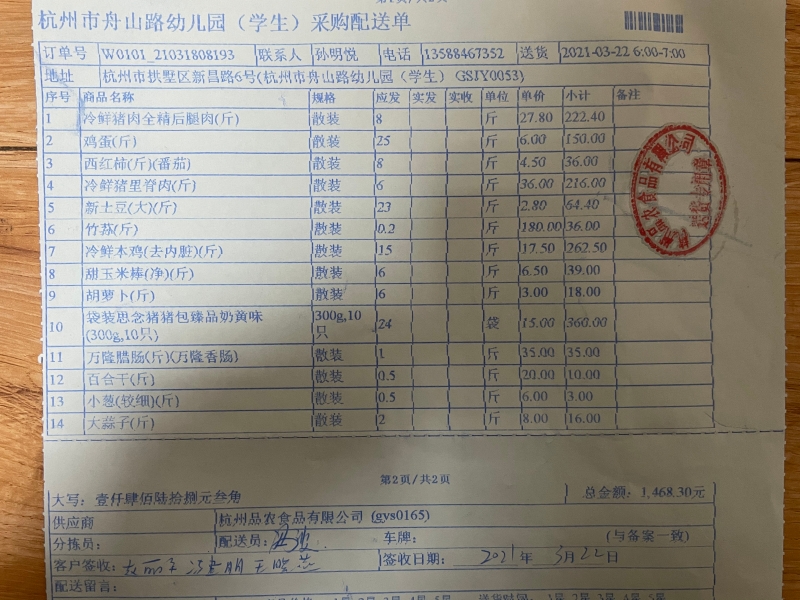 杭州市舟山路幼儿园（学生）采购配送单
订单号 W0101_21031808193 联系人 孙明悦 电话 13588467352 送货 2021-03-22 6:00-7:00
地址 杭州市拱墅区新昌路6号(杭州市舟山路幼儿园（学生）GSJY0053)
序号 商品名称 规格 应发 实发 实收 单位 单价 小计 备注
1 冷鲜猪肉全精后腿肉(斤) 散装 8 斤 27.80 222.40
2 鸡蛋(斤) 散装 25 斤 6.00 150.00
3 西红柿(斤)(番茄) 散装 8 斤 4.50 36.00
4 冷鲜猪里脊肉(斤) 散装 6 斤 36.00 216.00
5 新土豆(大)(斤) 散装 23 斤 2.80 64.40
6 竹荪(斤) 散装 0.2 斤 180.00 36.00
7 冷鲜本鸡(去内脏)(斤) 散装 15 斤 17.50 262.50
8 甜玉米棒(净)(斤) 散装 6 斤 6.50 39.00
9 胡萝卜(斤) 散装 6 斤 3.00 18.00
10 袋装思念猪猪包臻品奶黄味(300g,10只) 300g,10只 24 袋 15.00 360.00
11 万隆腊肠(斤)(万隆香肠) 散装 1 斤 35.00 35.00
12 百合干(斤) 散装 0.5 斤 20.00 10.00
13 小葱(较细)(斤) 散装 0.5 斤 6.00 3.00
14 大蒜子(斤) 散装 2 斤 8.00 16.00
第2页/共2页
大写：壹仟肆佰陆拾捌元叁角 总金额：1,468.30元
供应商 杭州品农食品有限公司 (gys0165)
分拣员： 配送员： 车牌： (与备案一致)
客户签收： 签收日期： 2021年 3月22日
配送留言：